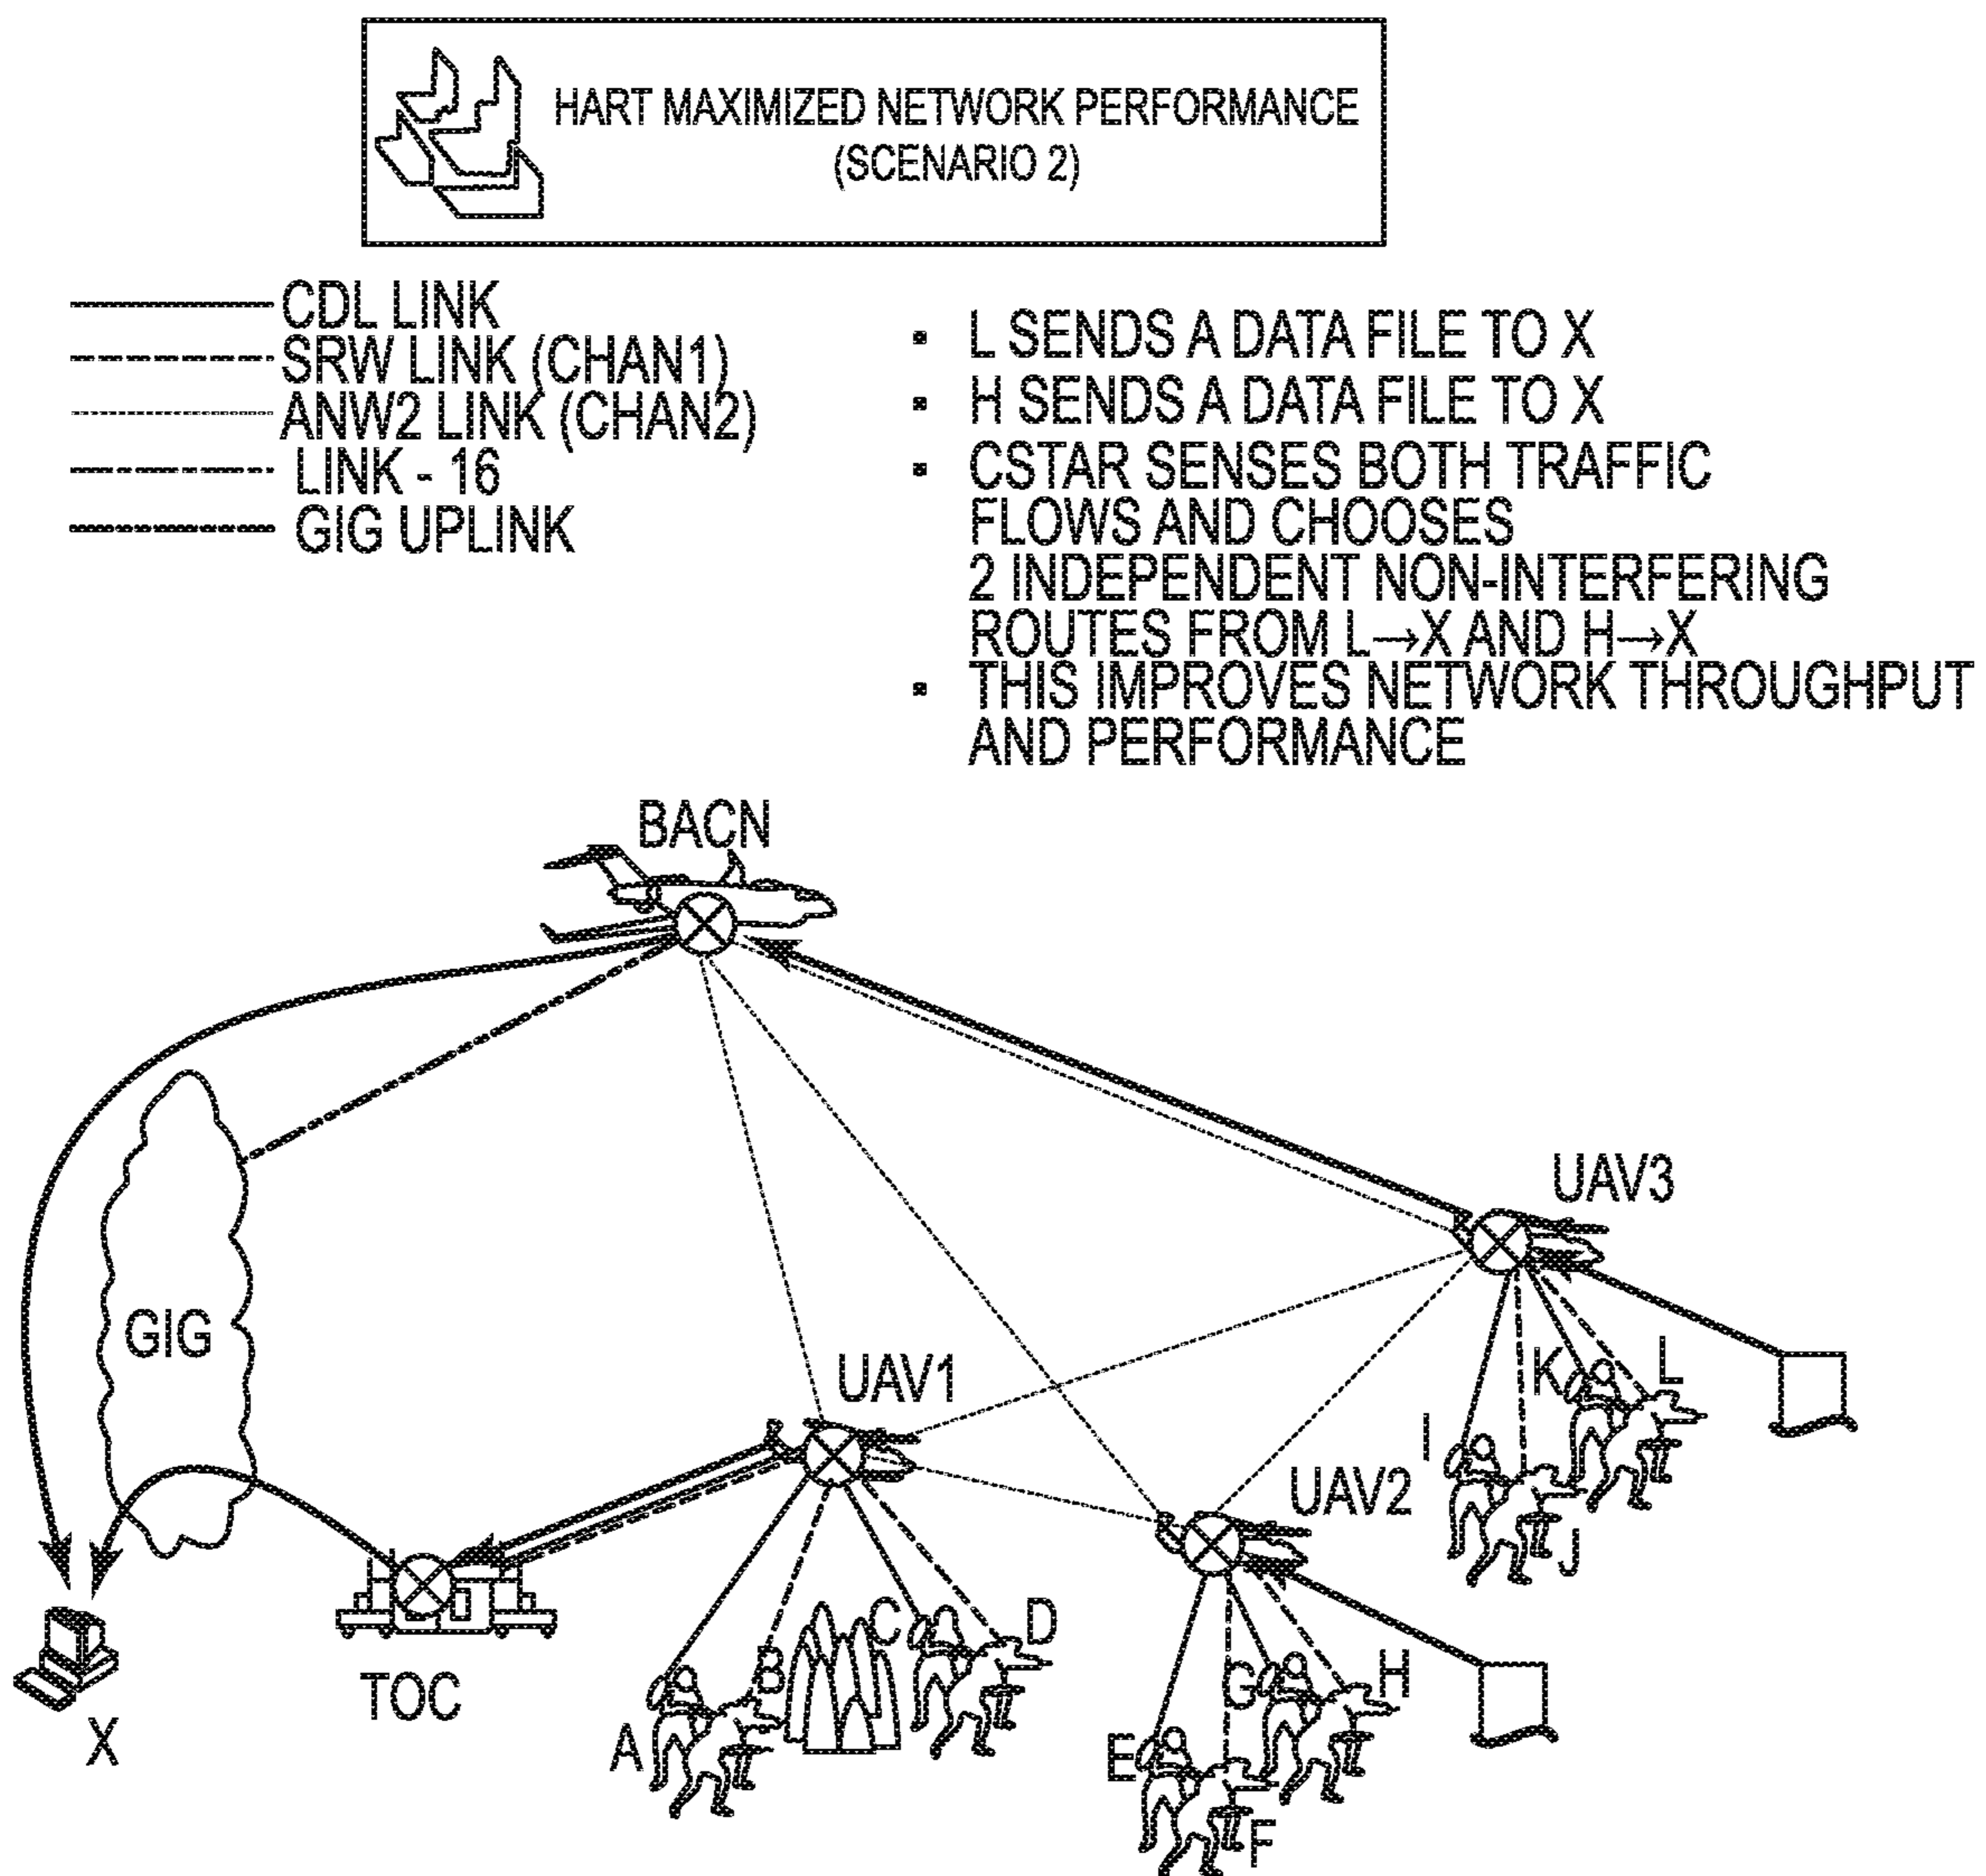 HART MAXIMIZED NETWORK PERFORMANCE
(SCENARIO 2)
CDL LINK
SRW LINK (CHAN1)
ANW2 LINK (CHAN2)
LINK - 16
GIG UPLINK
▪ L SENDS A DATA FILE TO X
▪ H SENDS A DATA FILE TO X
▪ CSTAR SENSES BOTH TRAFFIC
FLOWS AND CHOOSES
2 INDEPENDENT NON-INTERFERING
ROUTES FROM L→X AND H→X
▪ THIS IMPROVES NETWORK THROUGHPUT
AND PERFORMANCE
BACN
UAV3
GIG
UAV1
K
L
I
UAV2
J
C
D
B
H
G
TOC
X
A
E
F